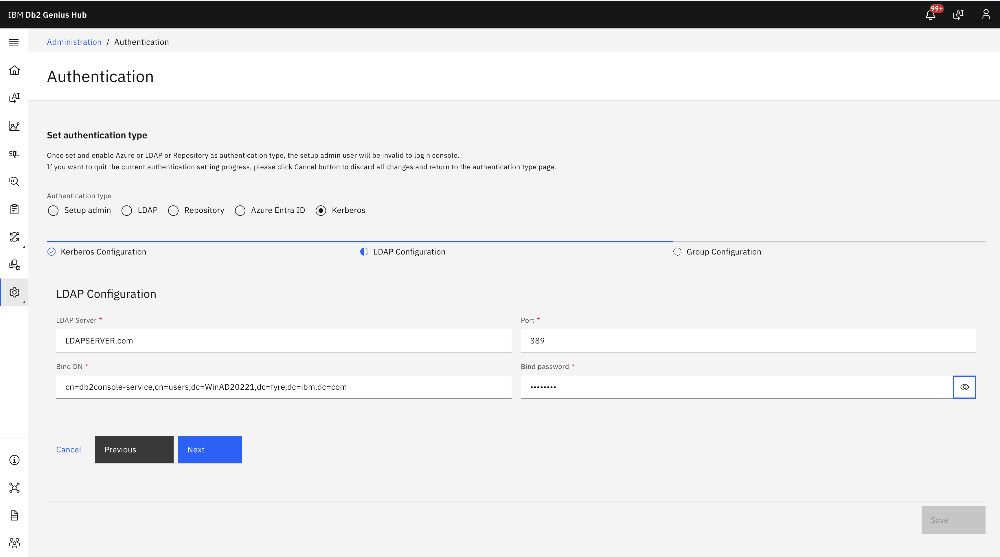 IBM Db2 Genius Hub
99+
AI
Administration / Authentication
AI
SQL
Authentication
Set authentication type
Once set and enable Azure or LDAP or Repository as authentication type, the setup admin user will be invalid to login console.
If you want to quit the current authentication setting progress, please click Cancel button to discard all changes and return to the authentication type page.
Authentication type
Setup admin LDAP Repository Azure Entra ID Kerberos
Kerberos Configuration LDAP Configuration Group Configuration
LDAP Configuration
LDAP Server * Port *
LDAPSERVER.com 389
Bind DN * Bind password *
cn=db2console-service,cn=users,dc=WinAD20221,dc=fyre,dc=ibm,dc=com ••••••••
Cancel Previous Next
Save